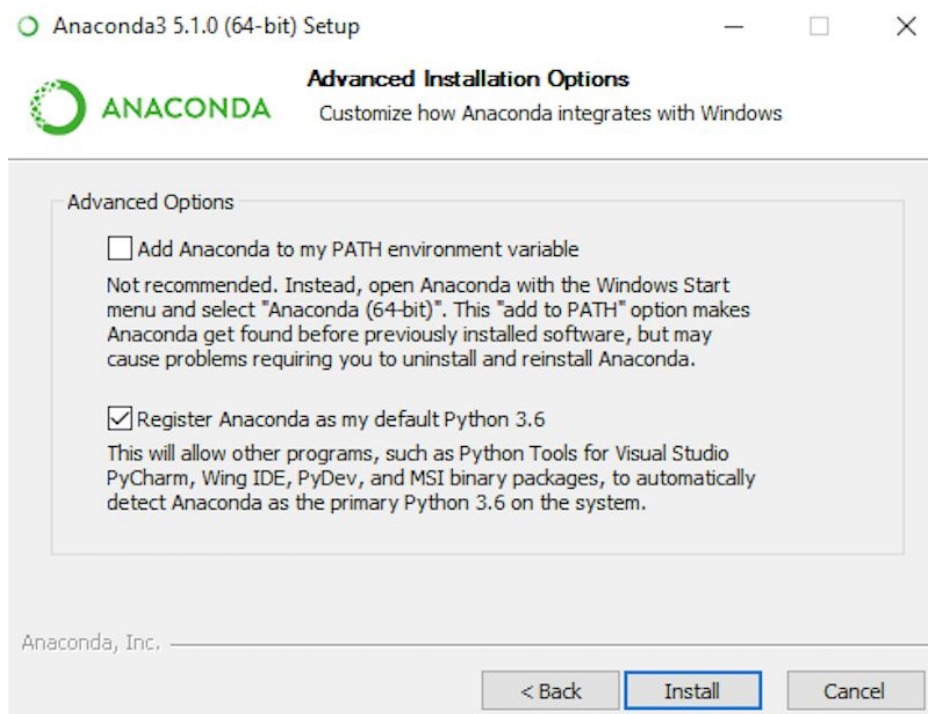 Anaconda3 5.1.0 (64-bit) Setup
Advanced Installation Options
ANACONDA
Customize how Anaconda integrates with Windows
Advanced Options
Add Anaconda to my PATH environment variable
Not recommended. Instead, open Anaconda with the Windows Start
menu and select "Anaconda (64-bit)". This "add to PATH" option makes
Anaconda get found before previously installed software, but may
cause problems requiring you to uninstall and reinstall Anaconda.
Register Anaconda as my default Python 3.6
This will allow other programs, such as Python Tools for Visual Studio
PyCharm, Wing IDE, PyDev, and MSI binary packages, to automatically
detect Anaconda as the primary Python 3.6 on the system.
Anaconda, Inc.
< Back
Install
Cancel